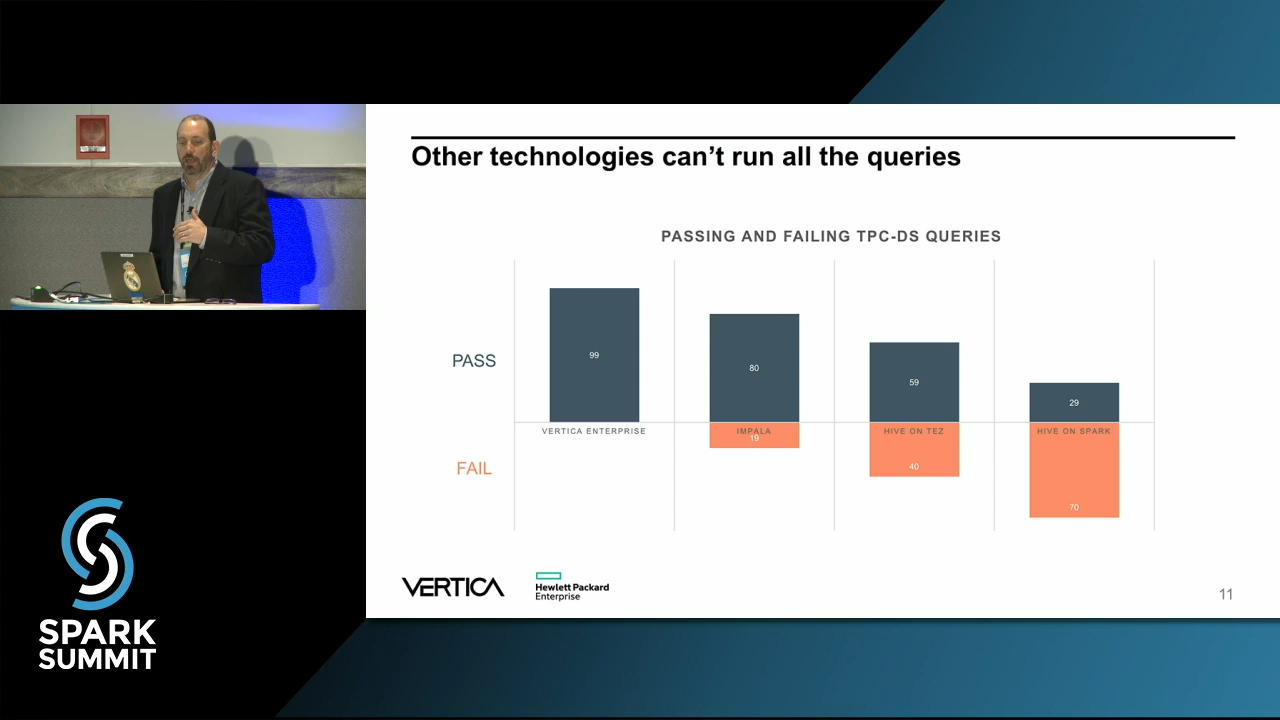 Other technologies can’t run all the queries
PASSING AND FAILING TPC-DS QUERIES
PASS
99
80
59
29
VERTICA ENTERPRISE
IMPALA
HIVE ON TEZ
HIVE ON SPARK
19
FAIL
40
70
VERTICA
Hewlett Packard
Enterprise
11
SPARK
SUMMIT